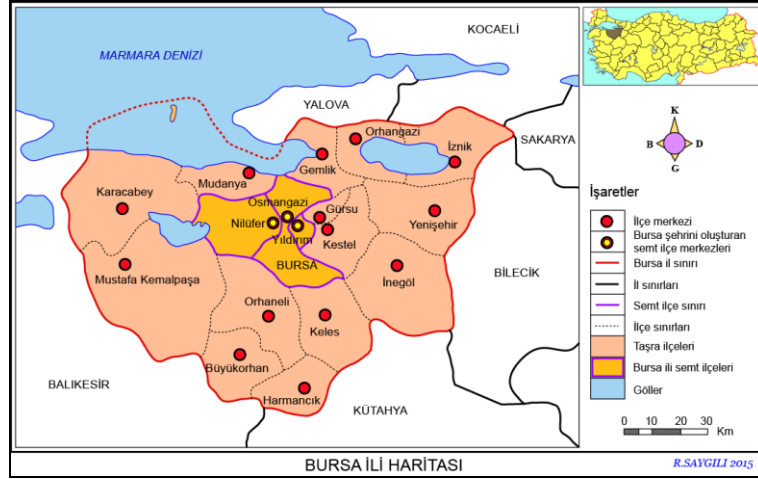 KOCAELİ
MARMARA DENİZİ
YALOVA
Orhangazi
SAKARYA
İznik
Gemlik
Mudanya
Karacabey
Osmangazi
Gürsu
Nilüfer
Yıldırım
Kestel
Yenişehir
BURSA
Mustafa Kemalpaşa
İnegöl
BİLECİK
Orhaneli
Keles
Büyükorhan
BALIKESİR
Harmancık
KÜTAHYA
K
B
D
G
İşaretler
İlçe merkezi
Bursa şehrini oluşturan
semt ilçe merkezleri
Bursa il sınırı
İl sınırları
Semt ilçe sınırı
İlçe sınırları
Taşra ilçeleri
Bursa ili semt ilçeleri
Göller
0 10 20 30
Km
BURSA İLİ HARİTASI
R.SAYGILI 2015